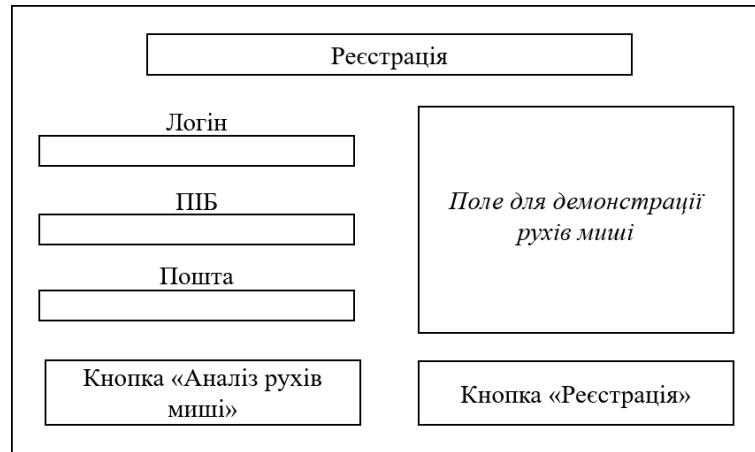 Реєстрація
Логін
ПІБ
Пошта
Поле для демонстрації
рухів миші
Кнопка «Аналіз рухів
миші»
Кнопка «Реєстрація»